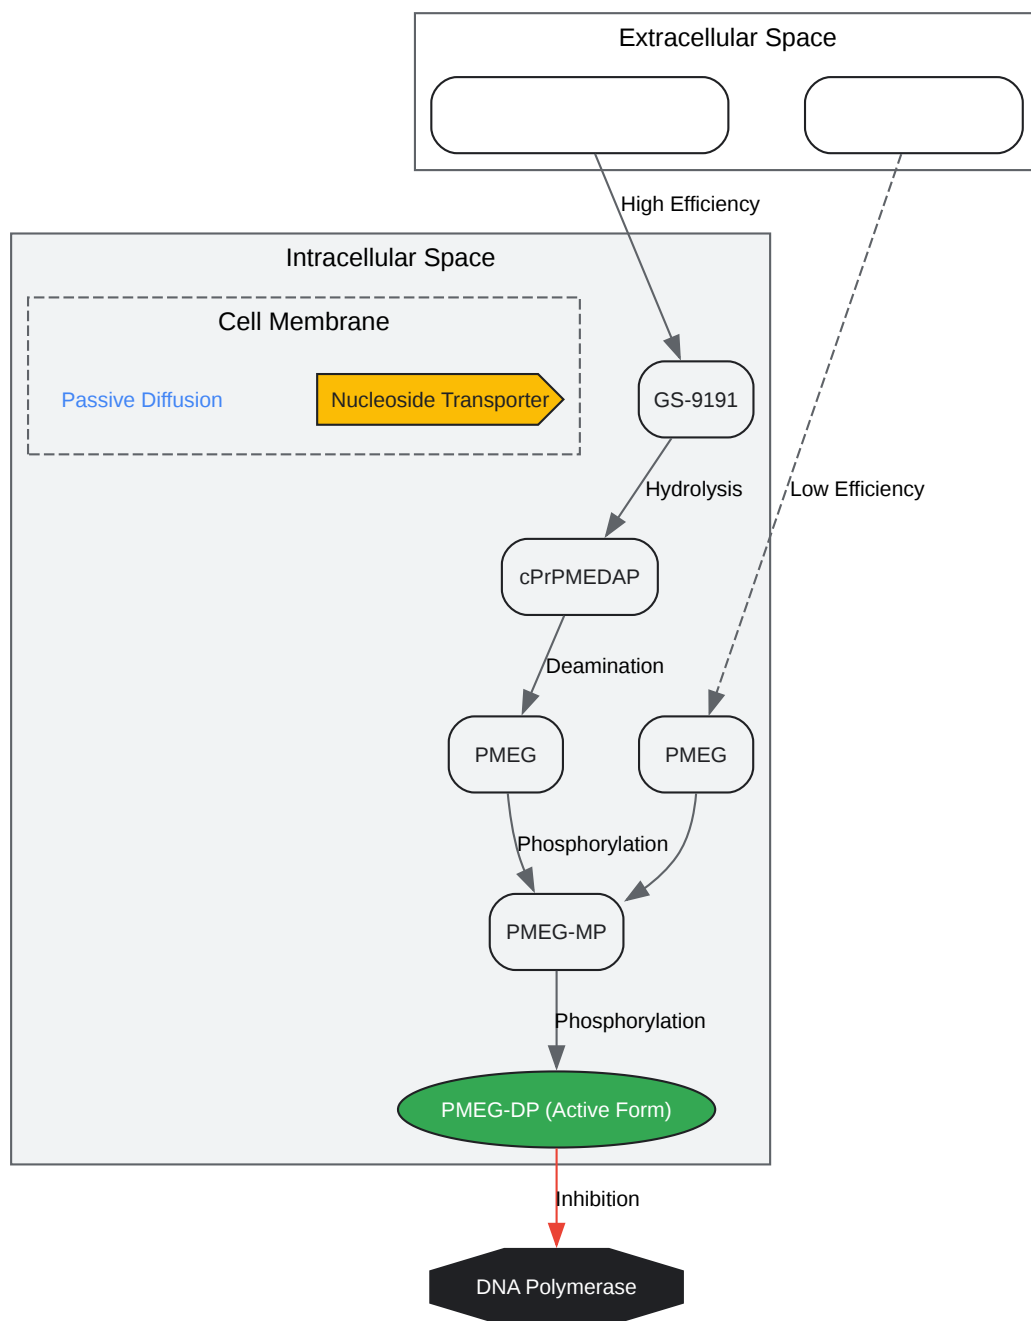 Extracellular Space
High Efficiency
Intracellular Space
Cell Membrane
Passive Diffusion
Nucleoside Transporter
GS-9191
Hydrolysis
Low Efficiency
cPrPMEDAP
Deamination
PMEG
PMEG
Phosphorylation
PMEG-MP
Phosphorylation
PMEG-DP (Active Form)
Inhibition
DNA Polymerase